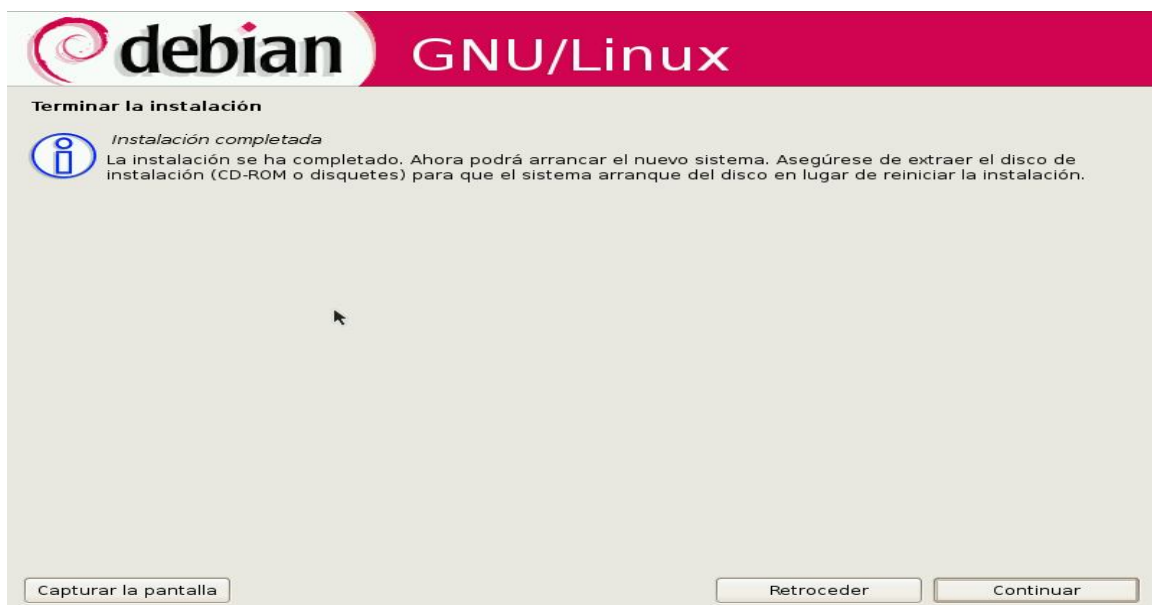 debian GNU/Linux
Terminar la instalación
Instalación completada
La instalación se ha completado. Ahora podrá arrancar el nuevo sistema. Asegúrese de extraer el disco de
instalación (CD-ROM o disquetes) para que el sistema arranque del disco en lugar de reiniciar la instalación.
Capturar la pantalla Retroceder Continuar